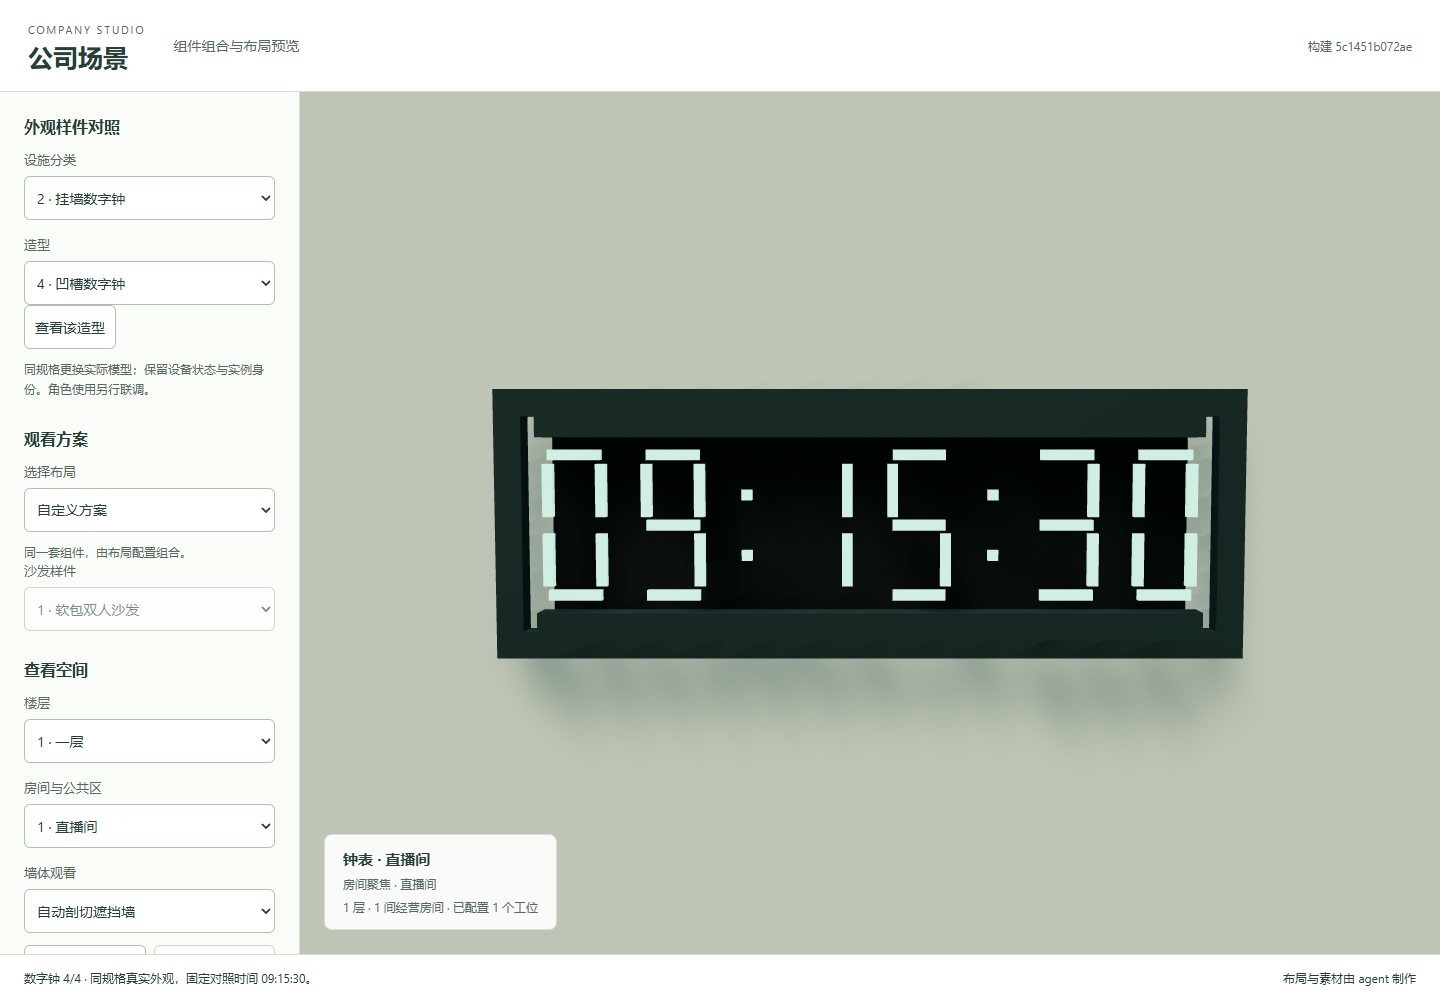 COMPANY STUDIO
公司场景
组件组合与布局预览
构建 5c1451b072ae
外观样件对照
设施分类
2 · 挂墙数字钟
造型
4 · 凹槽数字钟
查看该造型
同规格更换实际模型；保留设备状态与实例身
份。角色使用另行联调。
观看方案
选择布局
自定义方案
同一套组件，由布局配置组合。
沙发样件
1 · 软包双人沙发
查看空间
楼层
1 · 一层
房间与公共区
1 · 直播间
墙体观看
自动剖切遮挡墙
09:15:30
钟表 · 直播间
房间聚焦 · 直播间
1 层 · 1 间经营房间 · 已配置 1 个工位
数字钟 4/4 · 同规格真实外观，固定对照时间 09:15:30。
布局与素材由 agent 制作